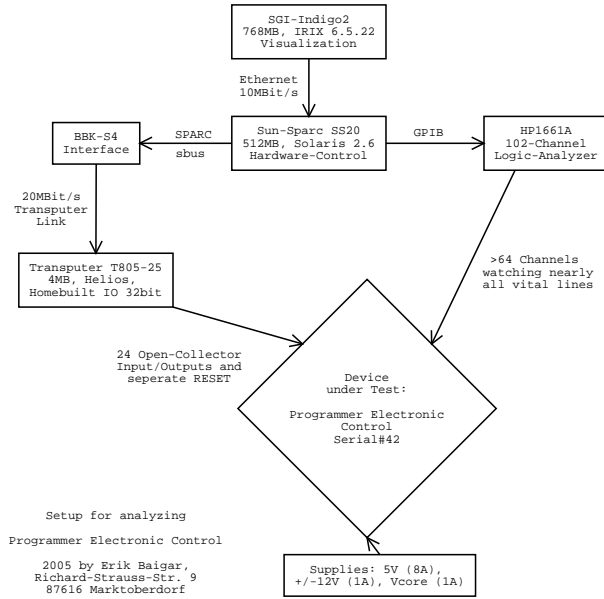 SGI-Indigo2
768MB, IRIX 6.5.22
Visualization
Ethernet
10MBit/s
BBK-S4
Interface
SPARC
sbus
Sun-Sparc SS20
512MB, Solaris 2.6
Hardware-Control
GPIB
HP1661A
102-Channel
Logic-Analyzer
20MBit/s
Transputer
Link
>64 Channels
watching nearly
all vital lines
Transputer T805-25
4MB, Helios,
Homebuilt IO 32bit
24 Open-Collector
Input/Outputs and
seperate RESET
Device
under Test:
Programmer Electronic
Control
Serial#42
Setup for analyzing
Programmer Electronic Control
2005 by Erik Baigar,
Richard-Strauss-Str. 9
87616 Marktoberdorf
Supplies: 5V (8A),
+/-12V (1A), Vcore (1A)